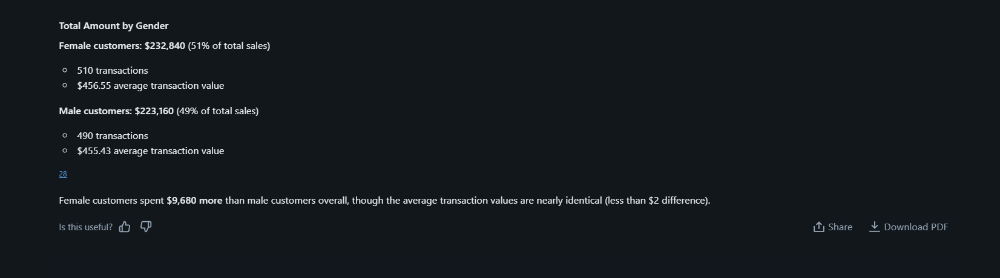 Total Amount by Gender
Female customers: $232,840 (51% of total sales)
510 transactions
$456.55 average transaction value
Male customers: $223,160 (49% of total sales)
490 transactions
$455.43 average transaction value
28
Female customers spent $9,680 more than male customers overall, though the average transaction values are nearly identical (less than $2 difference).
Is this useful? Share Download PDF